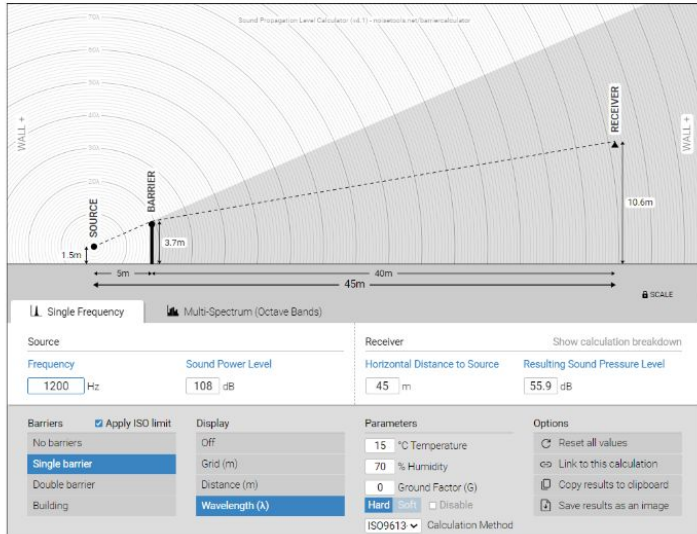 Sound Propagation Level Calculator (v4.1) - noisetools.net/barriercalculator
70λ
50λ
40λ
30λ
20λ
WALL +
SOURCE
BARRIER
RECEIVER
WALL +
1.5m
3.7m
10.6m
5m
40m
45m
SCALE
Single Frequency
Multi-Spectrum (Octave Bands)
Source
Receiver
Show calculation breakdown
Frequency
Sound Power Level
Horizontal Distance to Source
Resulting Sound Pressure Level
1200 Hz
108 dB
45 m
55.9 dB
Barriers
Apply ISO limit
No barriers
Single barrier
Double barrier
Building
Display
Off
Grid (m)
Distance (m)
Wavelength (λ)
Parameters
15 °C Temperature
70 % Humidity
0 Ground Factor (G)
Hard Soft Disable
ISO9613- Calculation Method
Options
Reset all values
Link to this calculation
Copy results to clipboard
Save results as an image